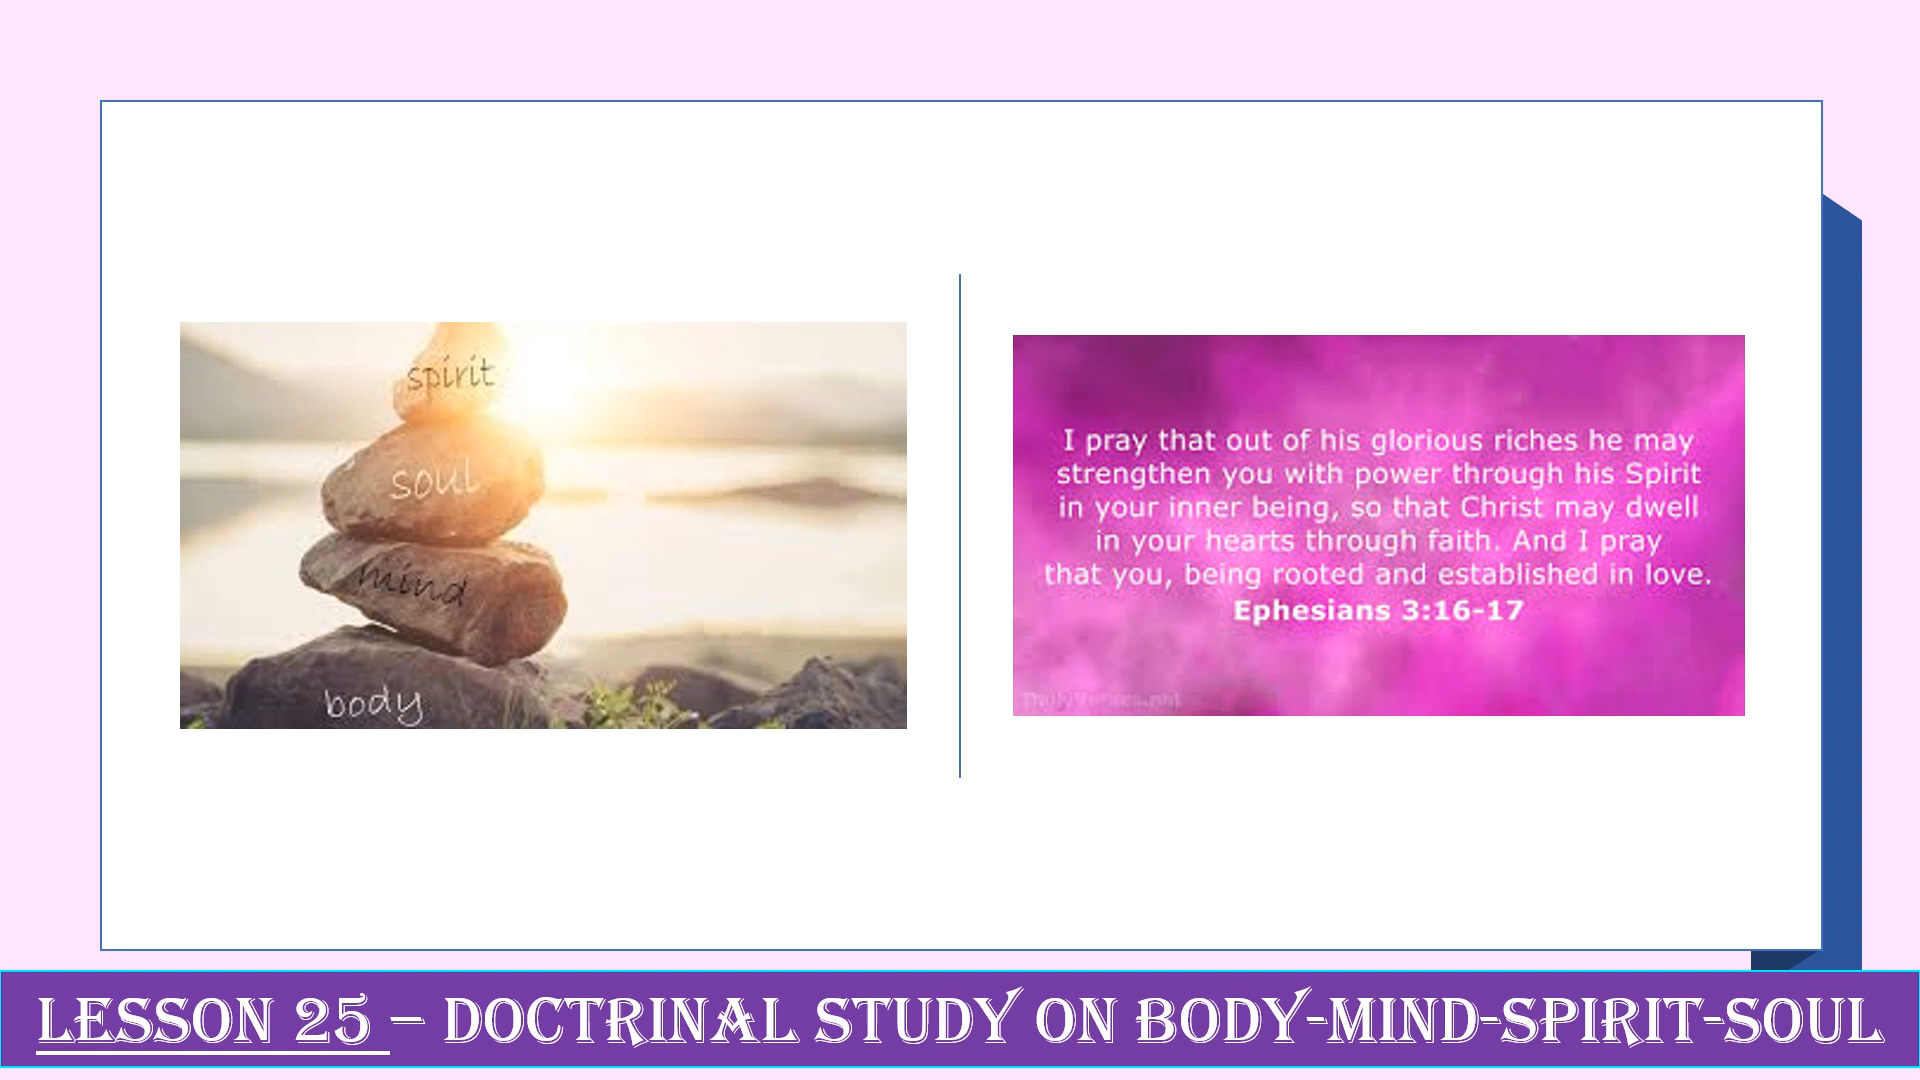 spirit
soul
mind
body
I pray that out of his glorious riches he may
strengthen you with power through his Spirit
in your inner being, so that Christ may dwell
in your hearts through faith. And I pray
that you, being rooted and established in love.
Ephesians 3:16-17
DailyVerses.net
LESSON 25 – DOCTRINAL STUDY ON BODY-MIND-SPIRIT-SOUL